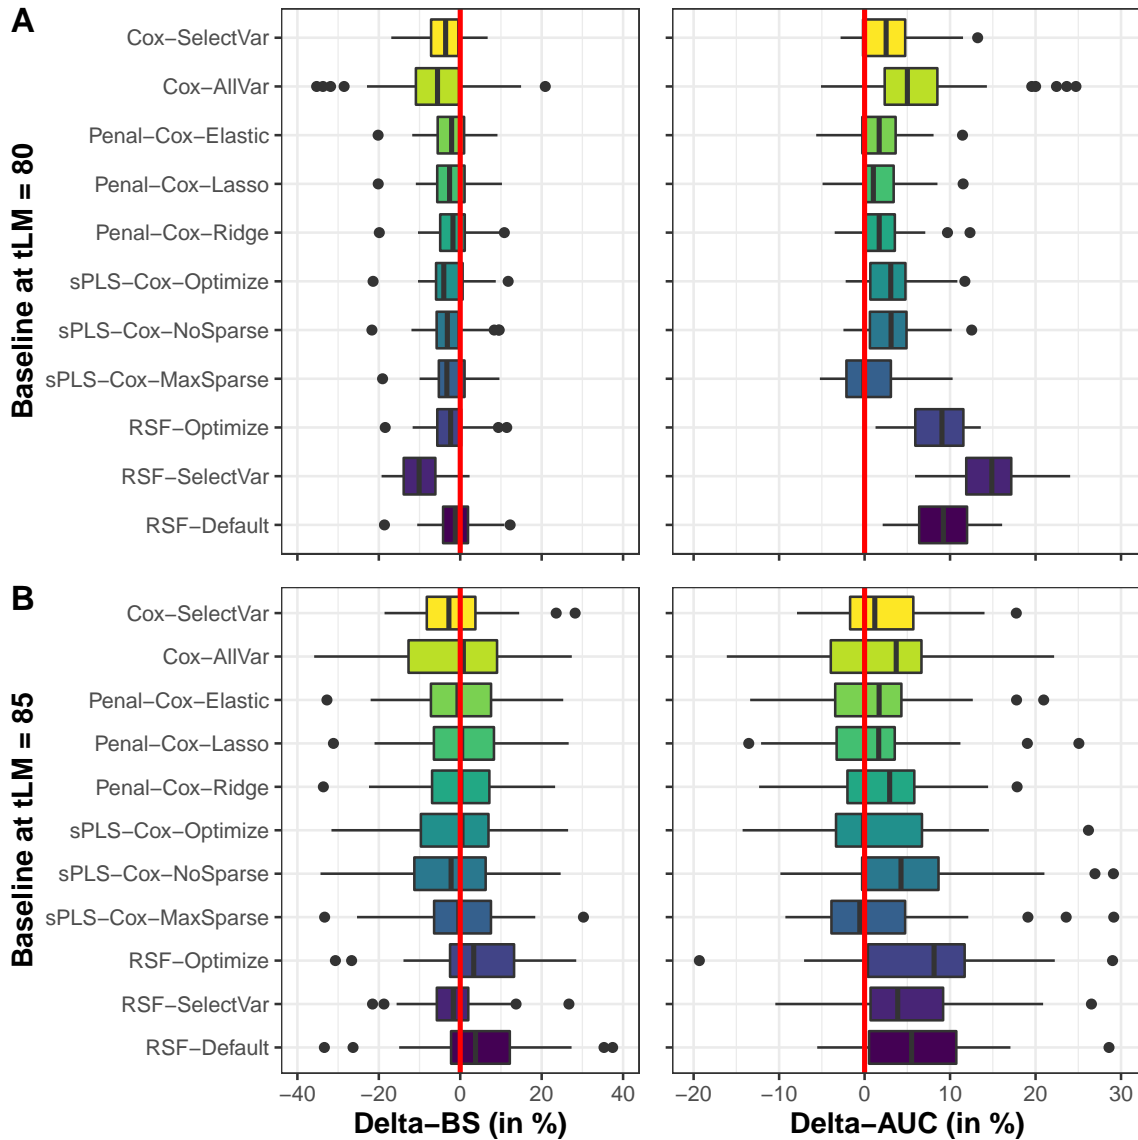 A
Baseline at tLM = 80
Cox−SelectVar
Cox−AllVar
Penal−Cox−Elastic
Penal−Cox−Lasso
Penal−Cox−Ridge
sPLS−Cox−Optimize
sPLS−Cox−NoSparse
sPLS−Cox−MaxSparse
RSF−Optimize
RSF−SelectVar
RSF−Default
B
Baseline at tLM = 85
Cox−SelectVar
Cox−AllVar
Penal−Cox−Elastic
Penal−Cox−Lasso
Penal−Cox−Ridge
sPLS−Cox−Optimize
sPLS−Cox−NoSparse
sPLS−Cox−MaxSparse
RSF−Optimize
RSF−SelectVar
RSF−Default
−40 −20 0 20 40
−20 −10 0 10 20 30
Delta−BS (in %)
Delta−AUC (in %)